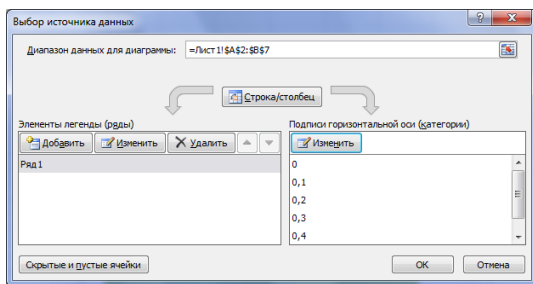 Выбор источника данных
Диапазон данных для диаграммы: =Лист1!$A$2:$B$7
Строка/столбец
Элементы легенды (ряды)
Добавить Изменить Удалить
Ряд1
Подписи горизонтальной оси (категории)
Изменить
0
0,1
0,2
0,3
0,4
Скрытые и пустые ячейки
ОК Отмена